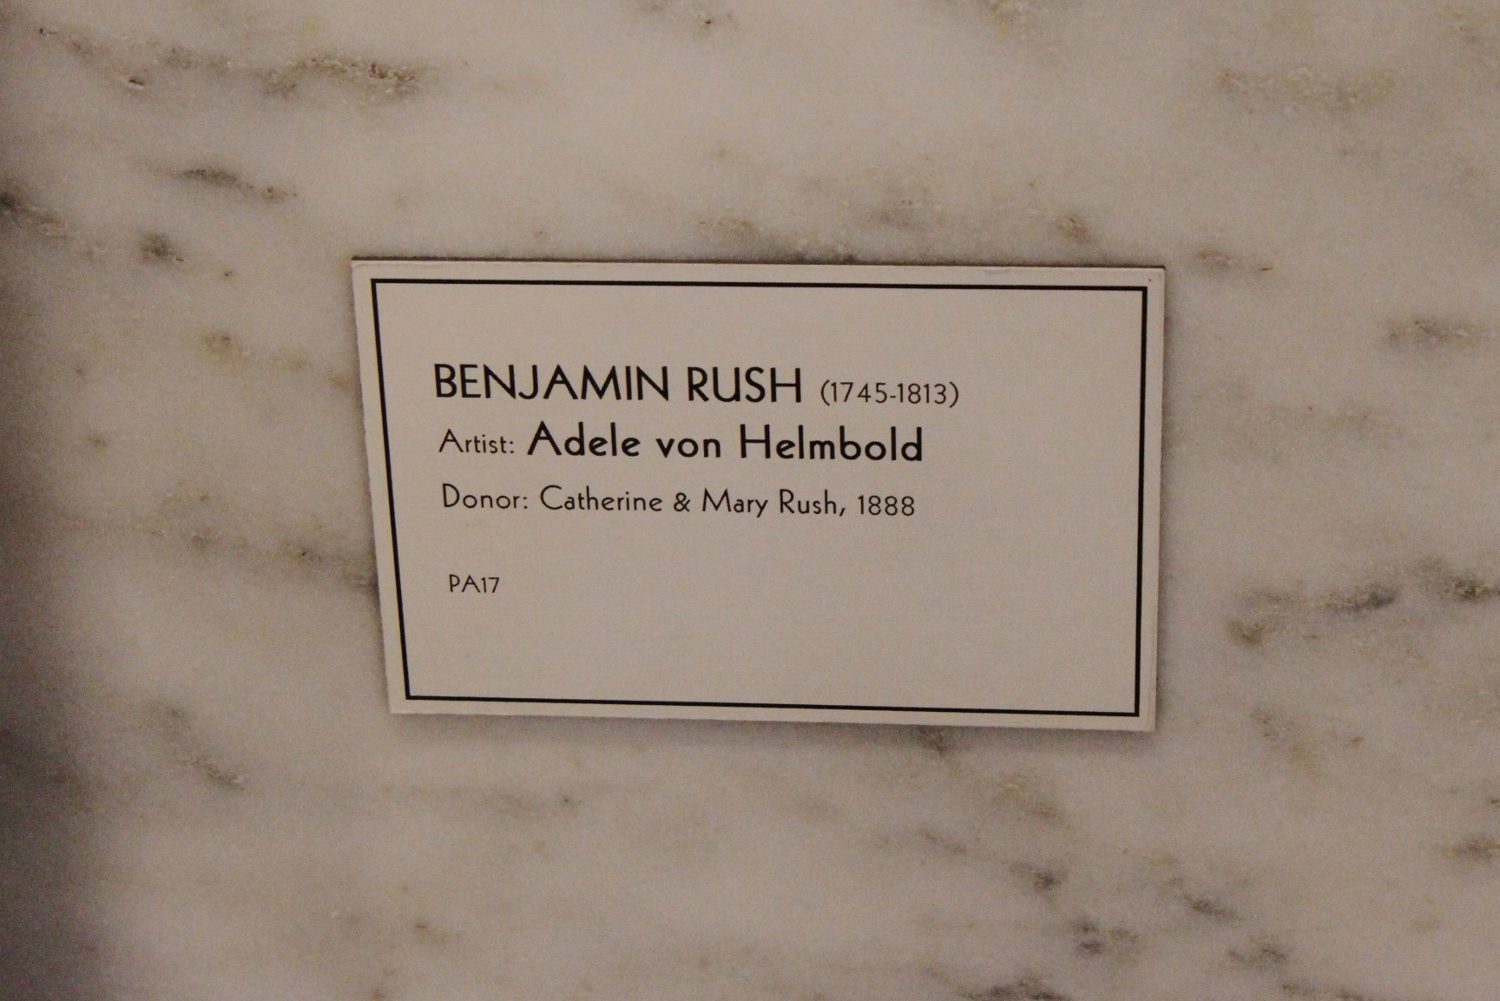 BENJAMIN RUSH (1745-1813)
Artist: Adele von Helmbold
Donor: Catherine & Mary Rush, 1888
PA17